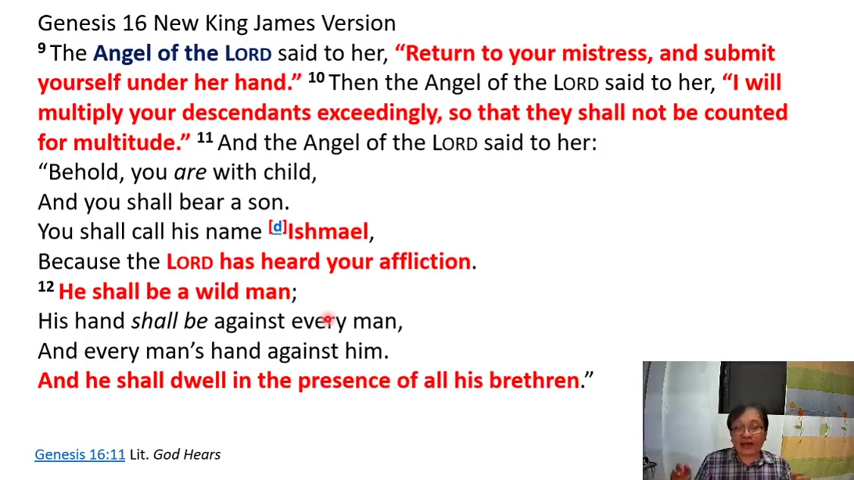 Genesis 16 New King James Version
9 The Angel of the LORD said to her, “Return to your mistress, and submit
yourself under her hand.” 10 Then the Angel of the LORD said to her, “I will
multiply your descendants exceedingly, so that they shall not be counted
for multitude.” 11 And the Angel of the LORD said to her:
“Behold, you are with child,
And you shall bear a son.
You shall call his name [d]Ishmael,
Because the LORD has heard your affliction.
12 He shall be a wild man;
His hand shall be against every man,
And every man’s hand against him.
And he shall dwell in the presence of all his brethren.”
Genesis 16:11 Lit. God Hears